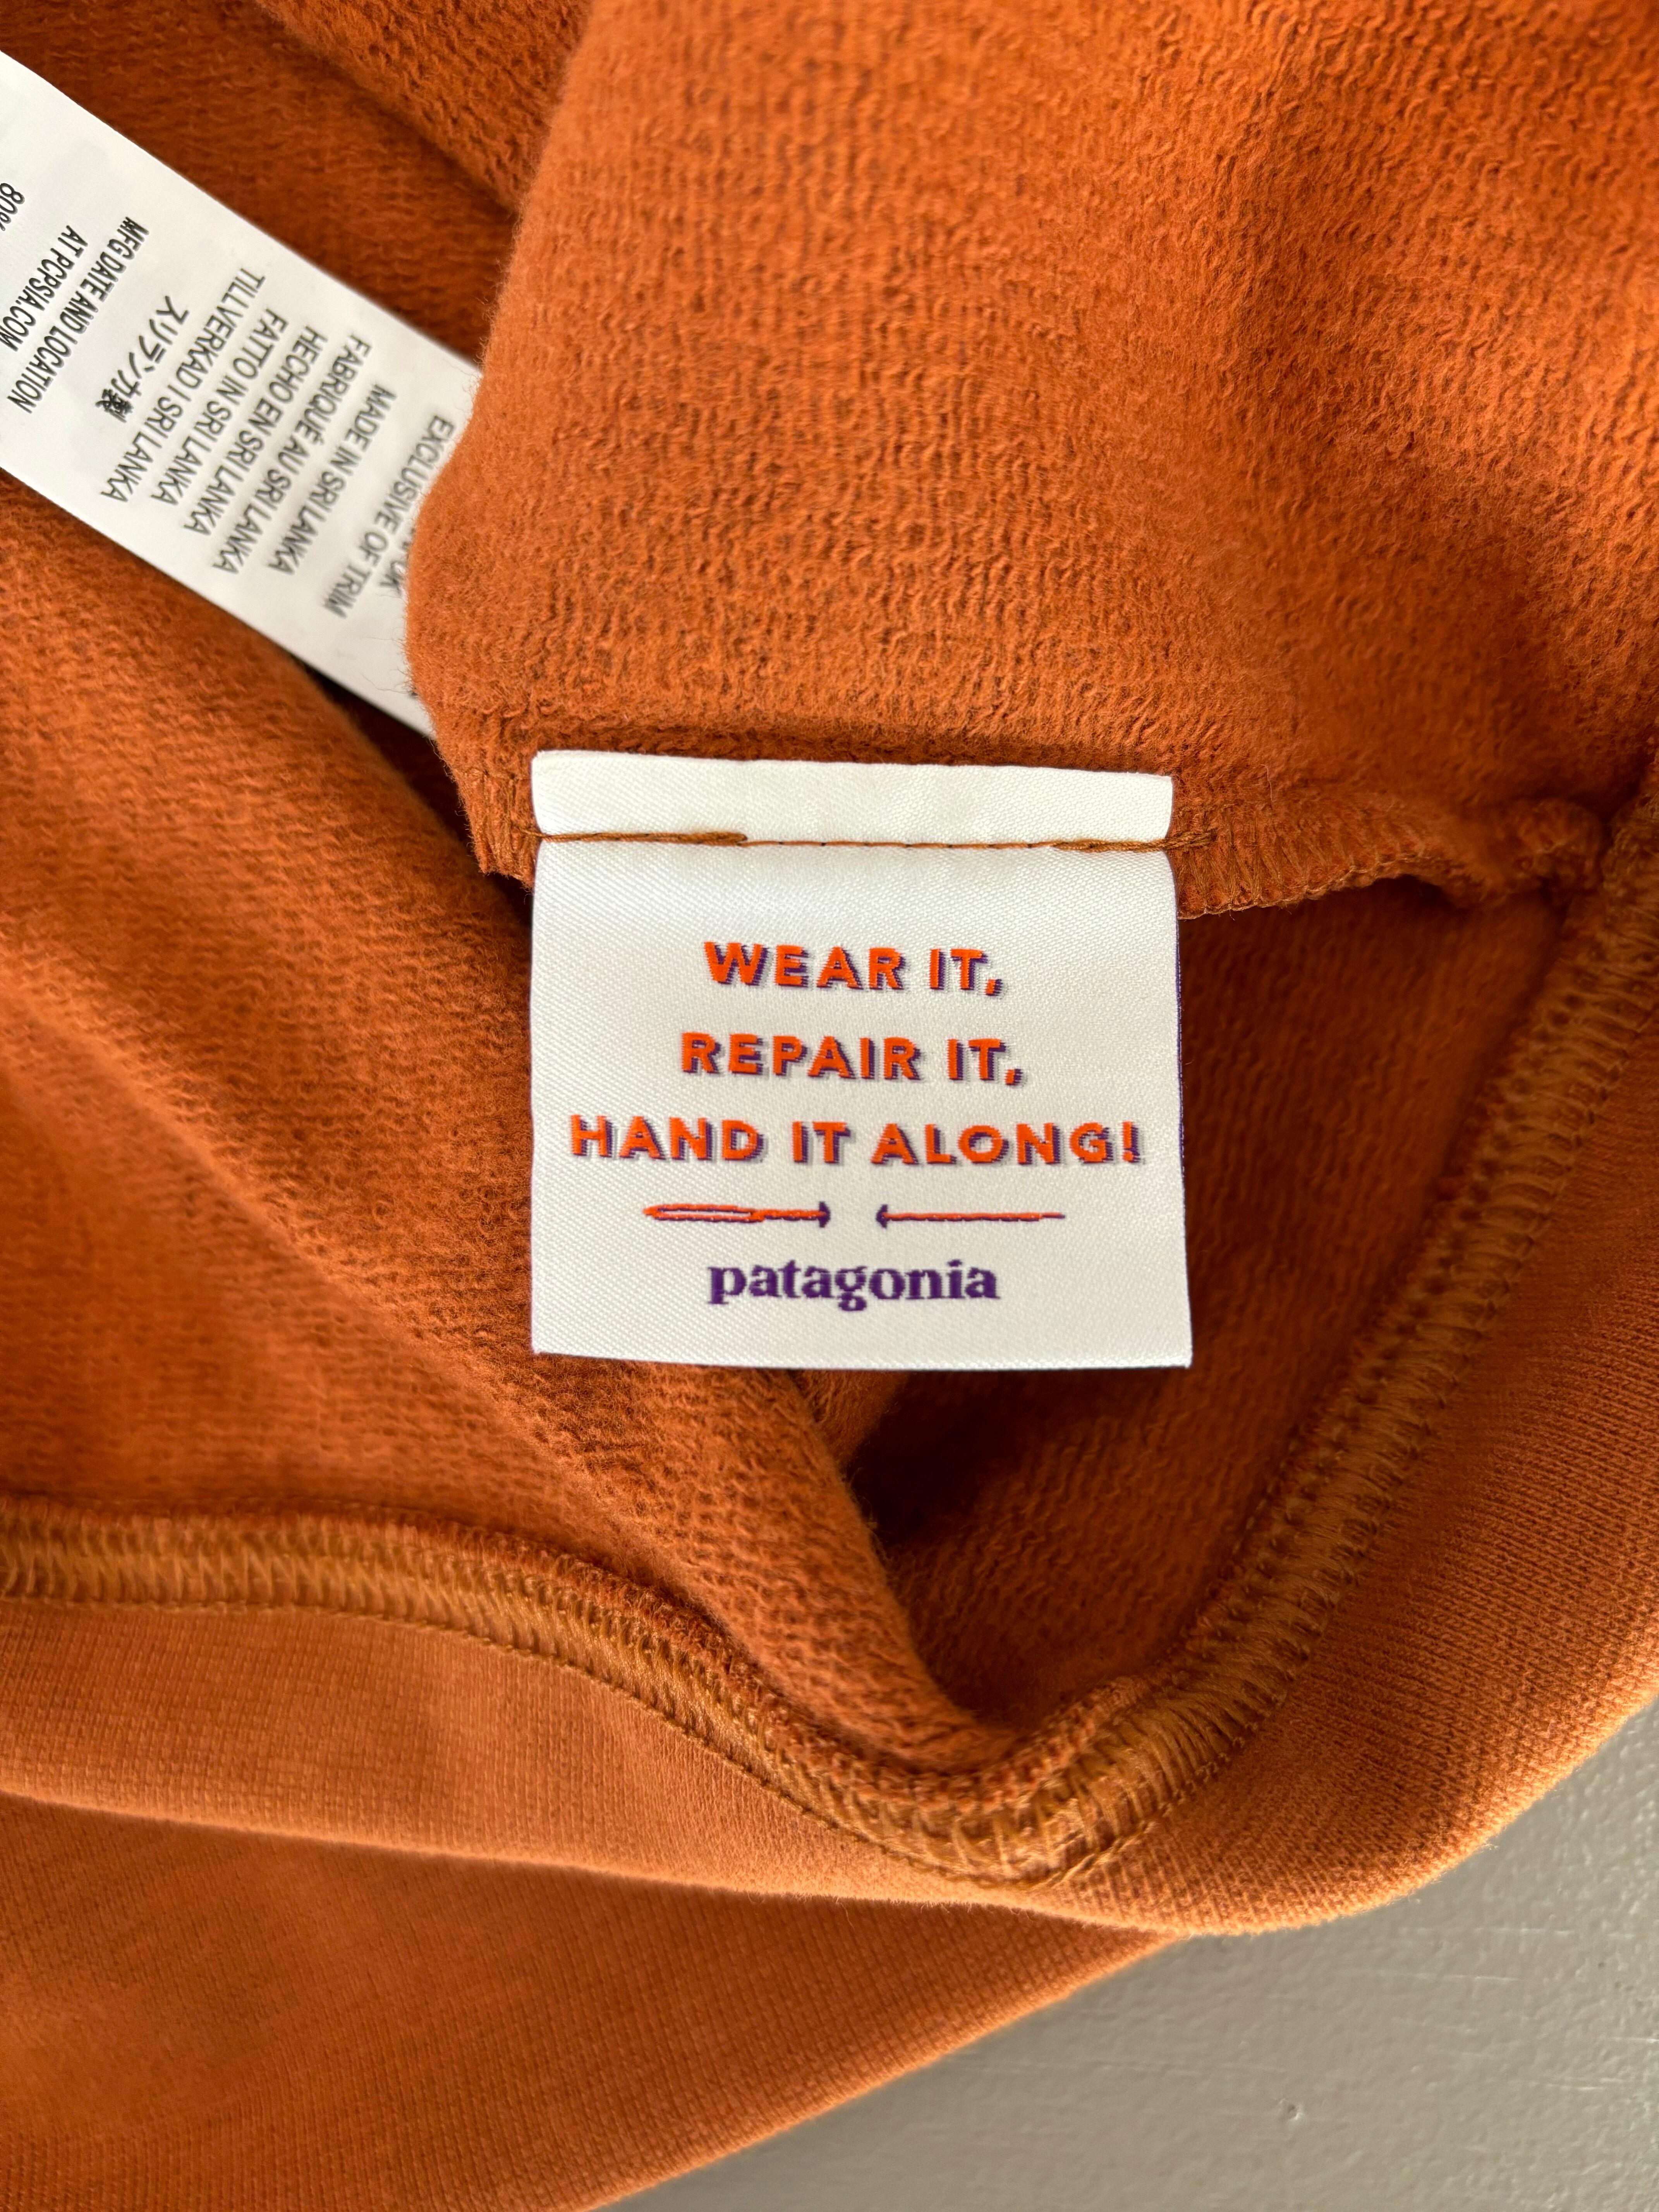 WEAR IT,
REPAIR IT,
HAND IT ALONG!
patagonia
EXCLUSIVE OF TRIM
MADE IN SRI LANKA
FABRIQUÉ AU SRI LANKA
HECHO EN SRI LANKA
FATTO IN SRI LANKA
TILLVERKAD I SRI LANKA
スリランカ製
MFG DATE AND LOCATION
AT PCPSIA.COM